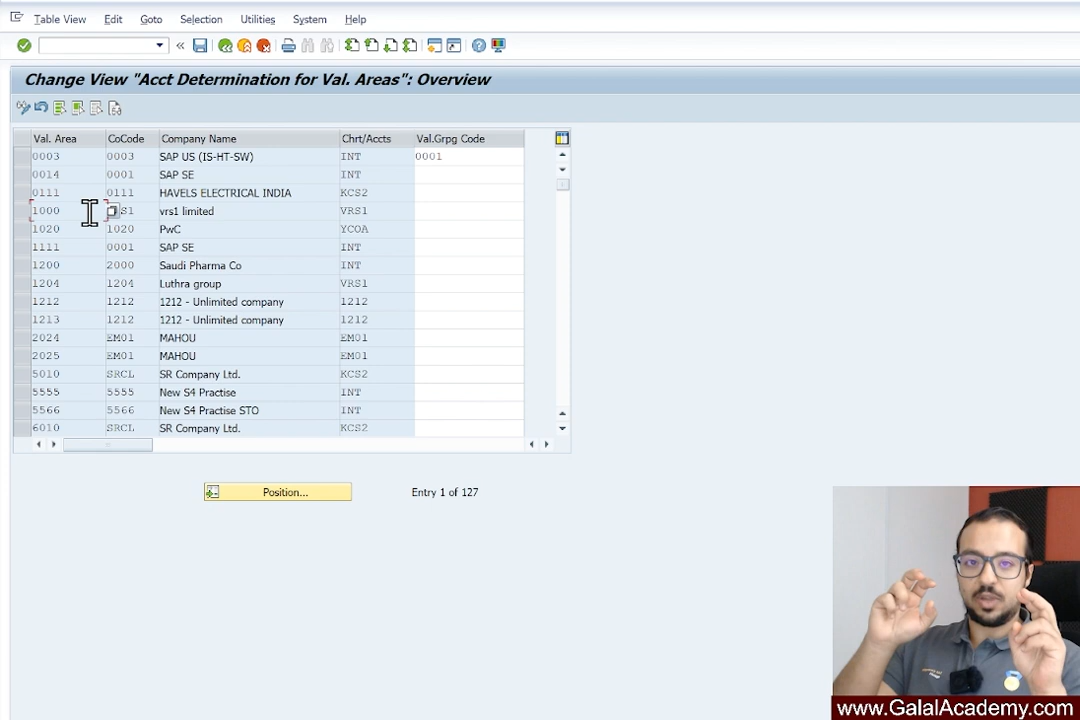 Table View Edit Goto Selection Utilities System Help
Change View "Acct Determination for Val. Areas": Overview
Val. Area CoCode Company Name Chrt/Accts Val.Grpg Code
0003 0003 SAP US (IS-HT-SW) INT 0001
0014 0001 SAP SE INT
0111 0111 HAVELS ELECTRICAL INDIA KCS2
1000 S1 vrs1 limited VRS1
1020 1020 PwC YCOA
1111 0001 SAP SE INT
1200 2000 Saudi Pharma Co INT
1204 1204 Luthra group VRS1
1212 1212 1212 - Unlimited company 1212
1213 1212 1212 - Unlimited company 1212
2024 EM01 MAHOU EM01
2025 EM01 MAHOU EM01
5010 SRCL SR Company Ltd. KCS2
5555 5555 New S4 Practise INT
5566 5566 New S4 Practise STO INT
6010 SRCL SR Company Ltd. KCS2
Position... Entry 1 of 127
www.GalalAcademy.com